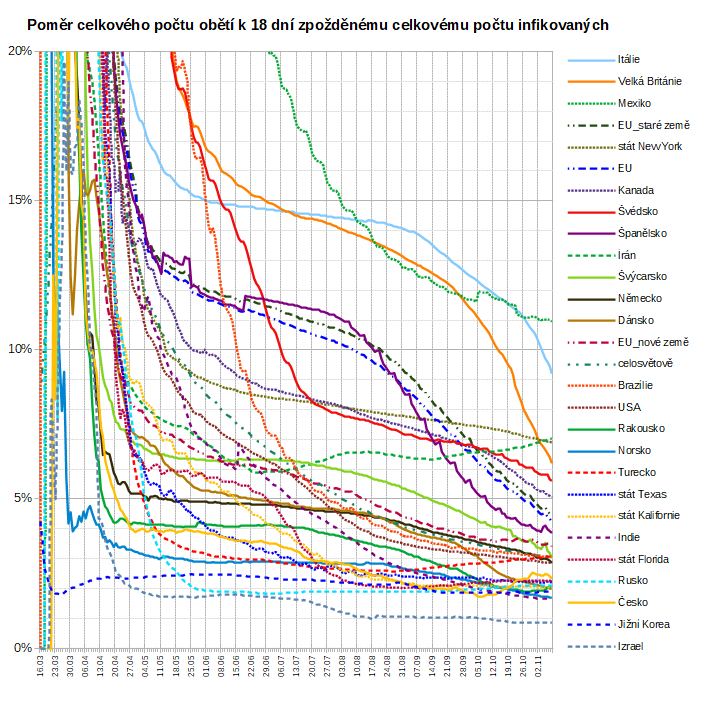 Poměr celkového počtu obětí k 18 dní zpožděnému celkovému počtu infikovaných
20%
15%
10%
5%
0%
16.03
23.03
30.03
06.04
13.04
20.04
27.04
04.05
11.05
18.05
25.05
01.06
08.06
15.06
22.06
29.06
06.07
13.07
20.07
27.07
03.08
10.08
17.08
24.08
31.08
07.09
14.09
21.09
28.09
05.10
12.10
19.10
26.10
02.11
Itálie
Velká Británie
Mexiko
EU_staré země
stát NewYork
EU
Kanada
Švédsko
Španělsko
Irán
Švýcarsko
Německo
Dánsko
EU_nové země
celosvětově
Brazílie
USA
Rakousko
Norsko
Turecko
stát Texas
stát Kalifornie
Indie
stát Florida
Rusko
Česko
Jižní Korea
Izrael